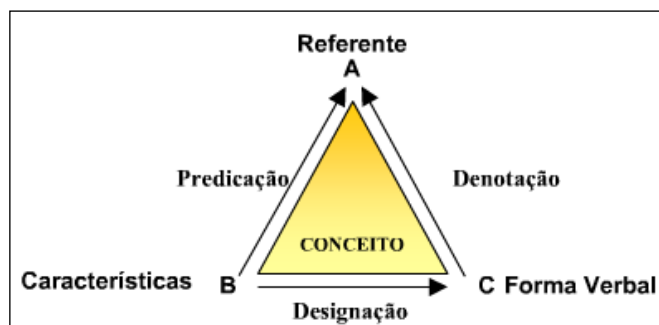 Referente
A
Predicação
Denotação
CONCEITO
Características B
C Forma Verbal
Designação